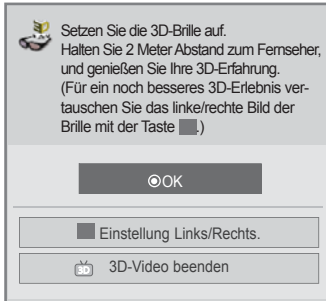 Setzen Sie die 3D-Brille auf.
Halten Sie 2 Meter Abstand zum Fernseher,
und genießen Sie Ihre 3D-Erfahrung.
(Für ein noch besseres 3D-Erlebnis ver-
tauschen Sie das linke/rechte Bild der
Brille mit der Taste .)
OK
Einstellung Links/Rechts.
3D 3D-Video beenden